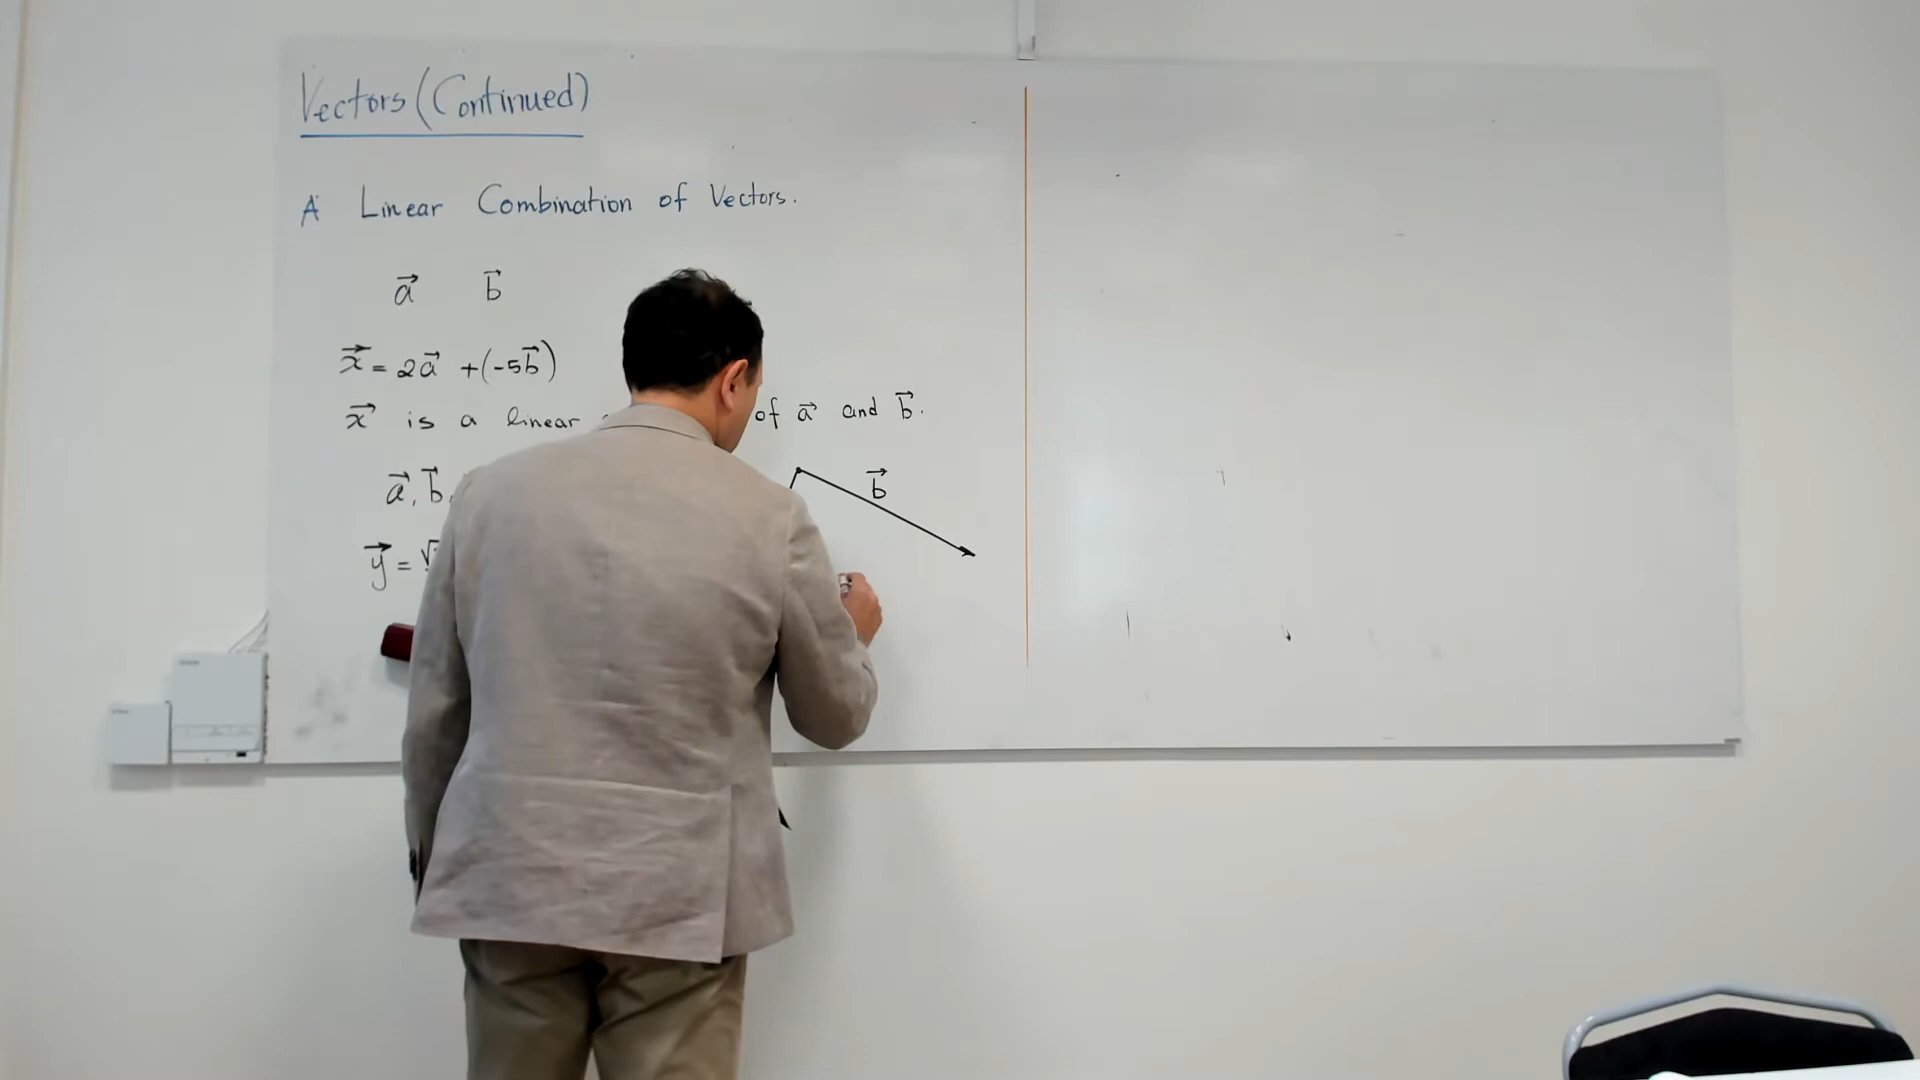 Vectors (Continued)
A Linear Combination of Vectors.
a⃗ b⃗
x⃗ = 2a⃗ + (-5b⃗)
x⃗ is a linear of a⃗ and b⃗.
a⃗, b⃗,
b⃗
y⃗ = √